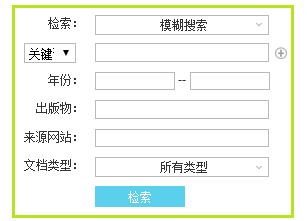 检索： 模糊搜索
关键
年份： --
出版物：
来源网站：
文档类型： 所有类型
检索